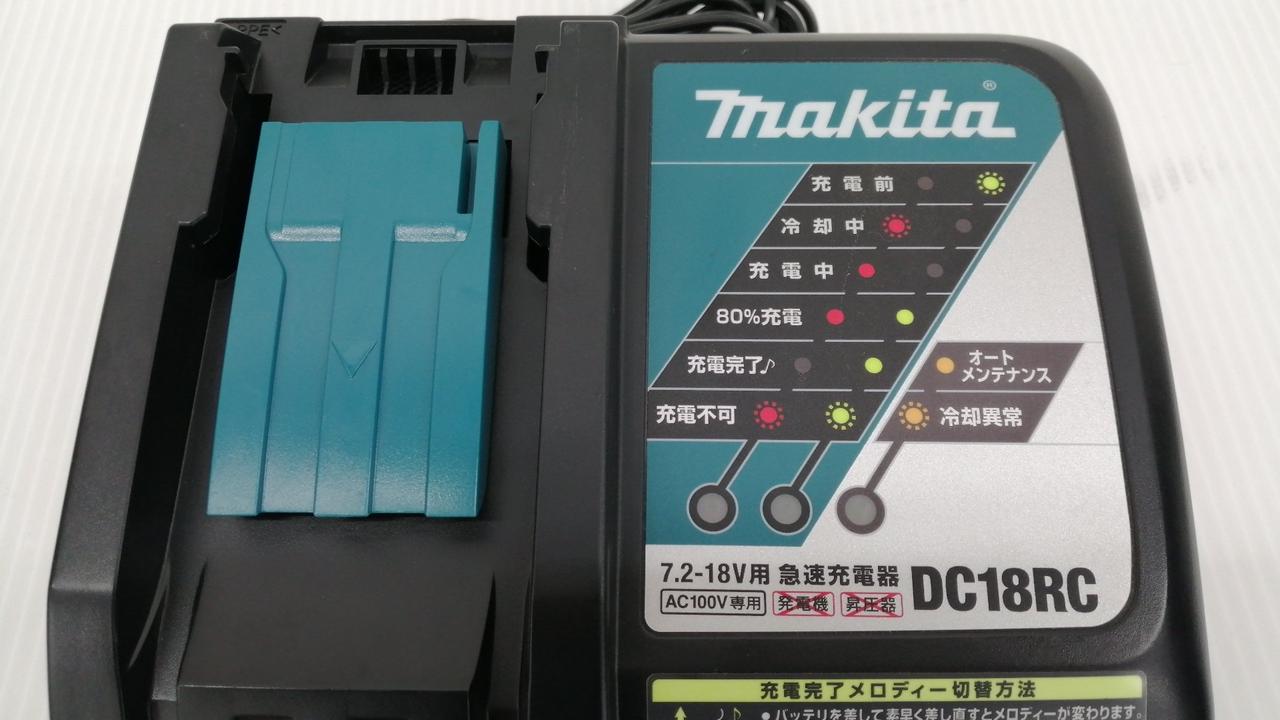 >PPE<
makita®
充電前
冷却中
充電中
80%充電
充電完了♪
オート
メンテナンス
充電不可
冷却異常
7.2-18V用 急速充電器 DC18RC
AC100V専用 発電機 昇圧器
充電完了メロディー切替方法
♪♪ ●バッテリを差して素早く差し直すとメロディーが変わります。